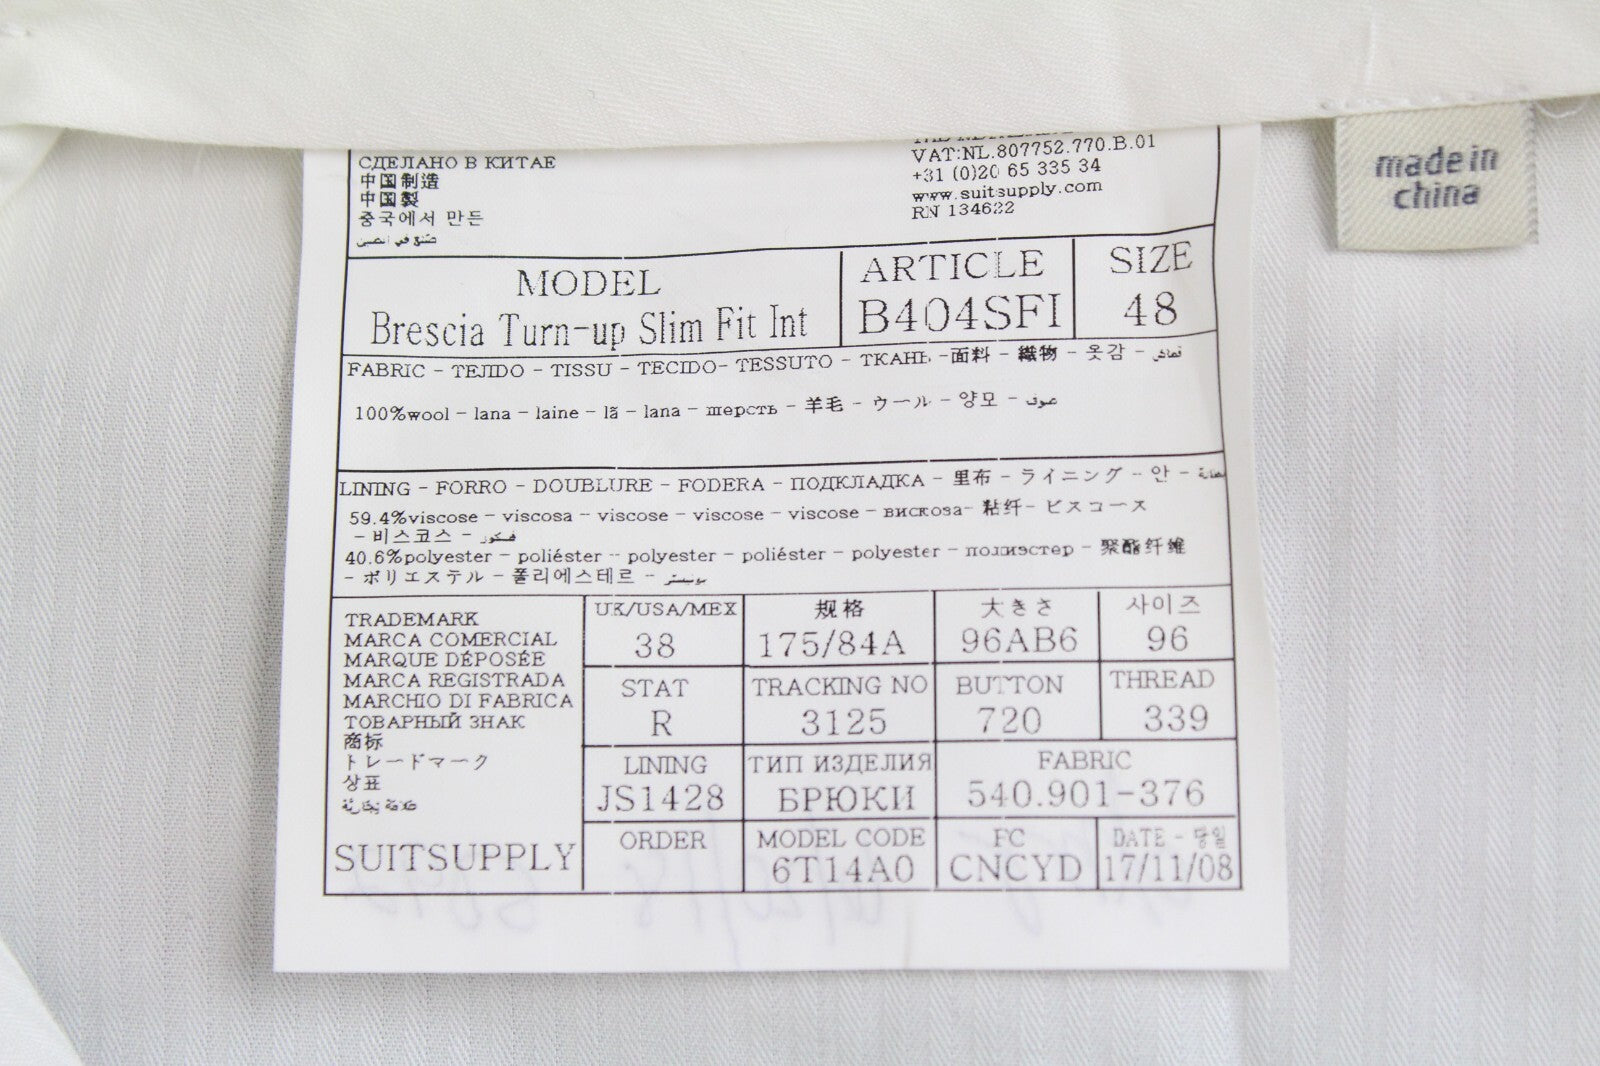 СДЕЛАНО В КИТАЕ
中国制造
中国製
중국에서 만든
صنع في الصين
VAT:NL.807752.770.B.01
+31 (0)20 65 335 34
www.suitsupply.com
RN 134622
made in
china
MODEL
Brescia Turn-up Slim Fit Int
ARTICLE
B404SFI
SIZE
48
FABRIC - TEJIDO - TISSU - TECIDO- TESSUTO - ТКАНЬ -面料 - 織物 - 옷감 - قماش
100%wool - lana - laine - lã - lana - шерсть - 羊毛 - ウール - 양모 - صوف
LINING - FORRO - DOUBLURE - FODERA - ПОДКЛАДКА - 里布 - ライニング - 안 -
59.4%viscose - viscosa - viscose - viscose - viscose - вискоза- 粘纤- ビスコース
- 비스코스 - فسكوز
40.6%polyester - poliéster - polyester - poliéster - polyester - полиэстер - 聚酯纤维
- ポリエステル - 폴리에스테르 -
TRADEMARK
MARCA COMERCIAL
MARQUE DÉPOSÉE
MARCA REGISTRADA
MARCHIO DI FABRICA
ТОВАРНЫЙ ЗНАК
商标
トレードマーク
상표
علامة تجارية
SUITSUPPLY
UK/USA/MEX
38
规格
175/84A
大きさ
96AB6
사이즈
96
STAT
R
TRACKING NO
3125
BUTTON
720
THREAD
339
LINING
JS1428
ТИП ИЗДЕЛИЯ
БРЮКИ
FABRIC
540.901-376
ORDER
MODEL CODE
6T14A0
FC
CNCYD
DATE - 당일
17/11/08